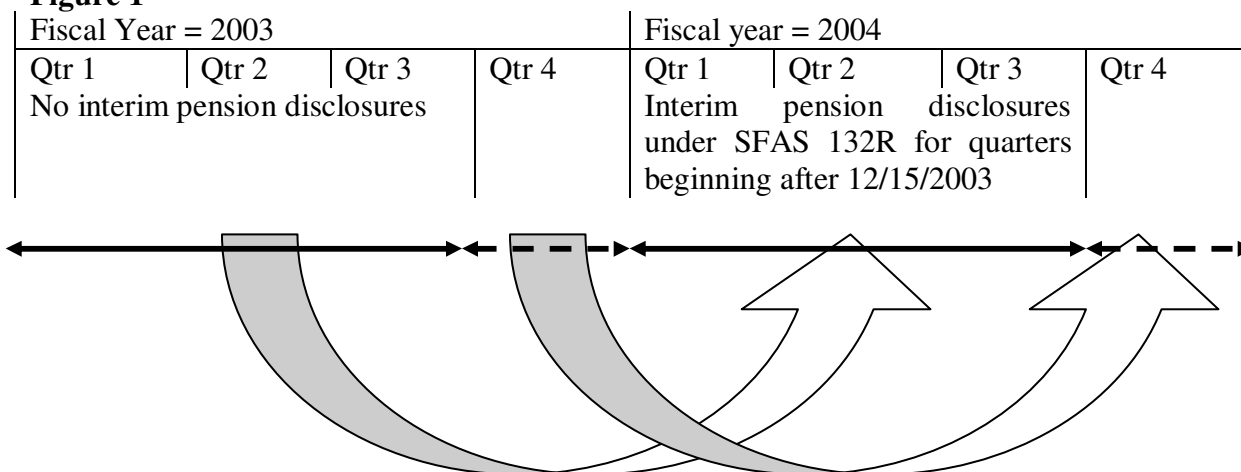 Figure 1
Fiscal Year = 2003 Fiscal year = 2004
Qtr 1 Qtr 2 Qtr 3 Qtr 4 Qtr 1 Qtr 2 Qtr 3 Qtr 4
No interim pension disclosures
Interim pension disclosures
under SFAS 132R for quarters
beginning after 12/15/2003